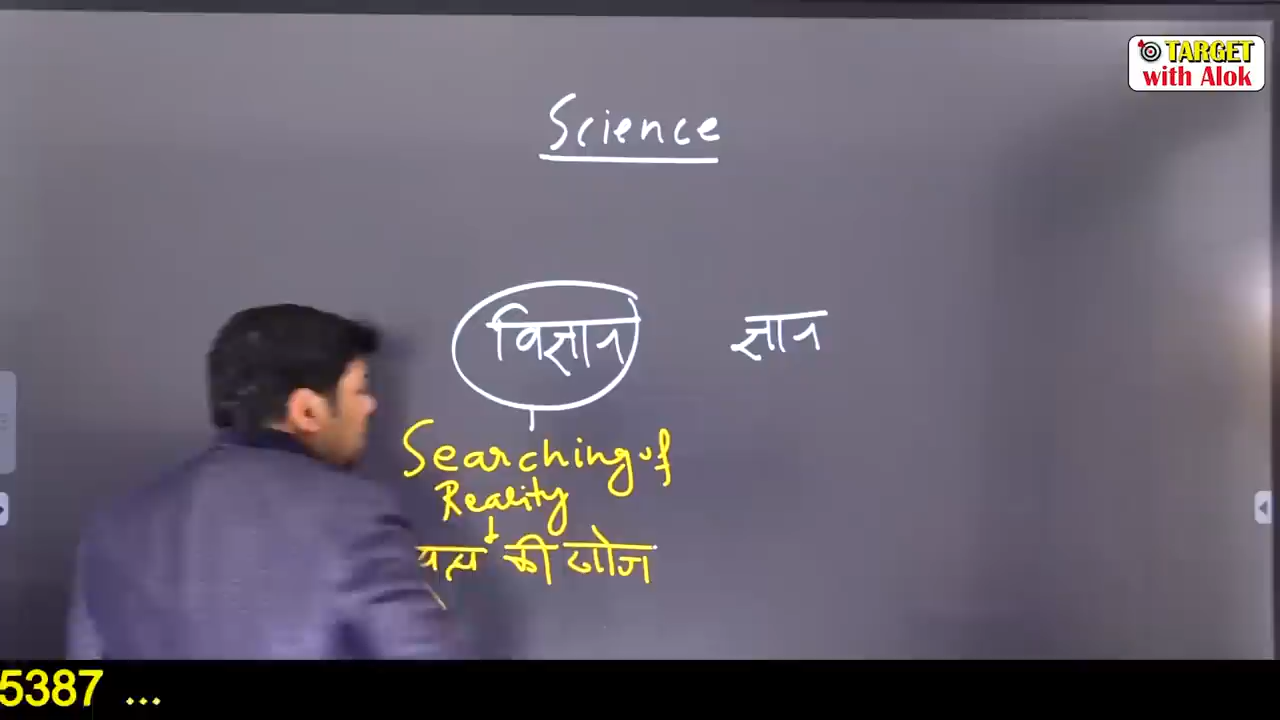 TARGET
with Alok
Science
विज्ञान ज्ञान
Searching of
Reality
सत्य की खोज
5387 ...